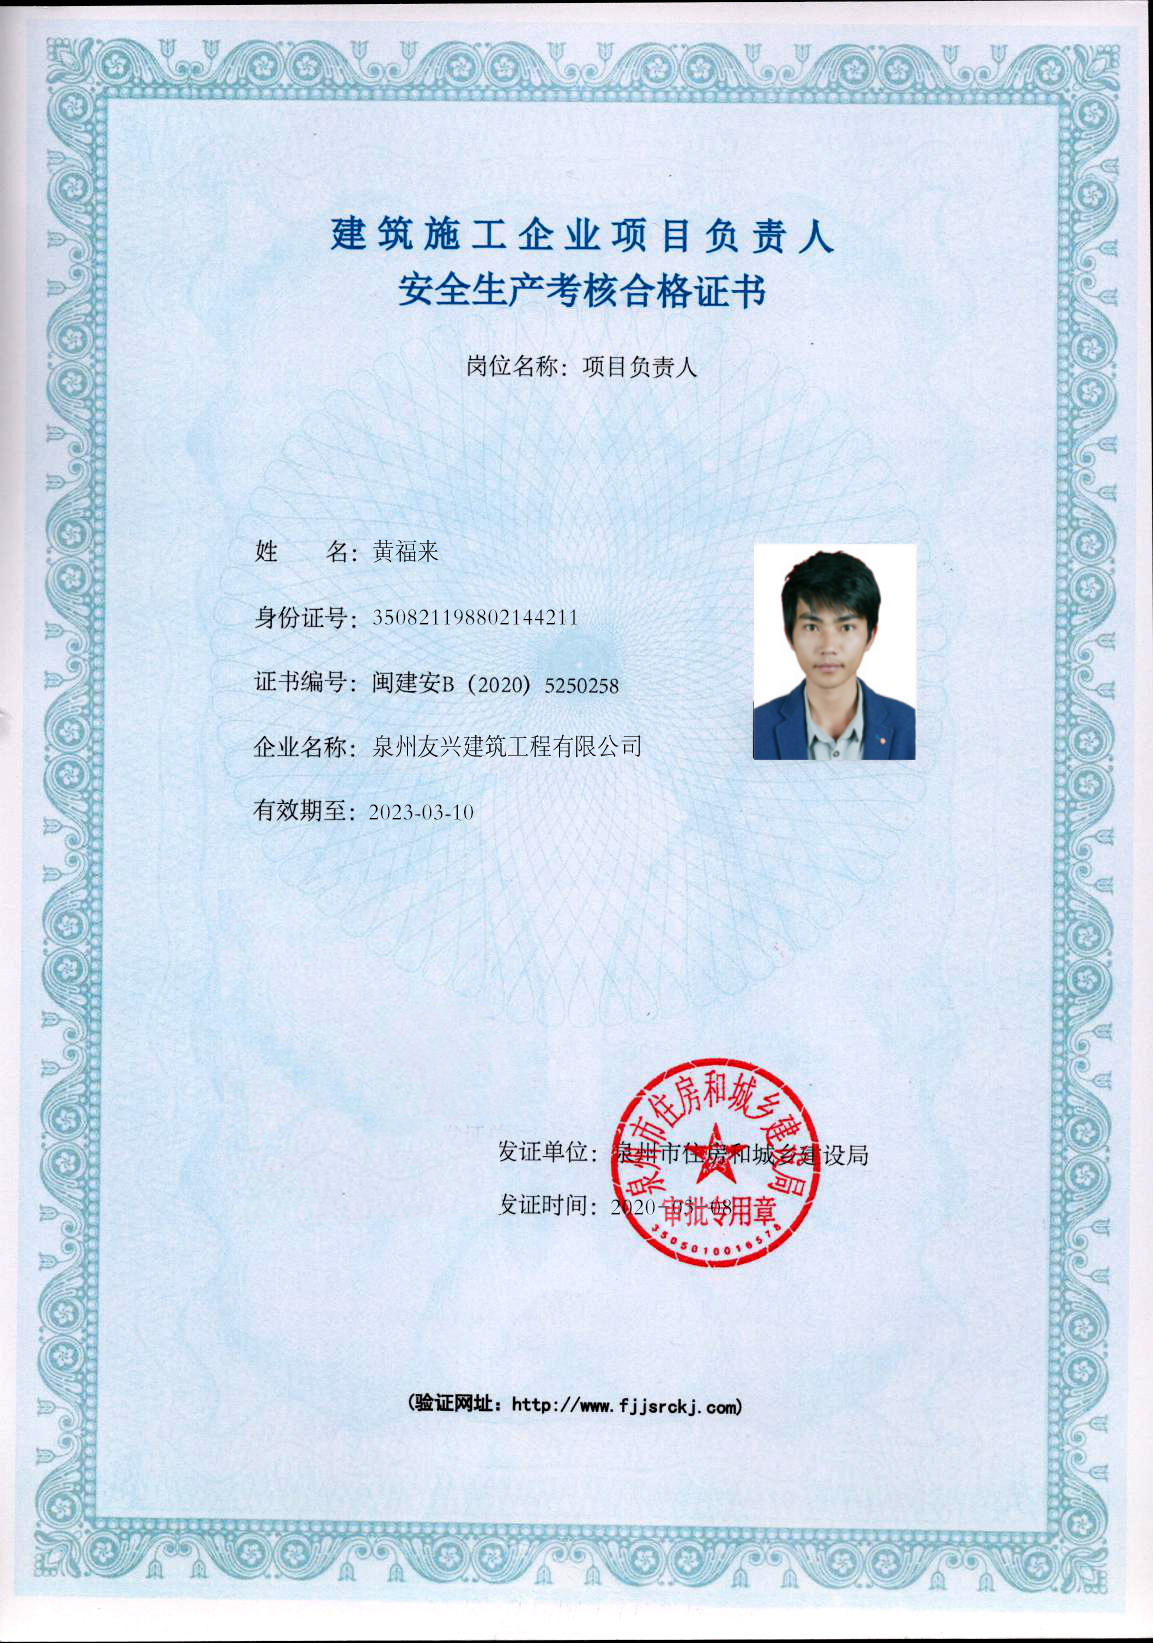 建筑施工企业项目负责人
安全生产考核合格证书
岗位名称：项目负责人
姓 名：黄福来
身份证号：350821198802144211
证书编号：闽建安B（2020）5250258
企业名称：泉州友兴建筑工程有限公司
有效期至：2023-03-10
发证单位：泉州市住房和城乡建设局
发证时间：2020-03-08
泉州市住房和城乡建设局
审批专用章
3505010016578
(验证网址：http://www.fjjsrckj.com)